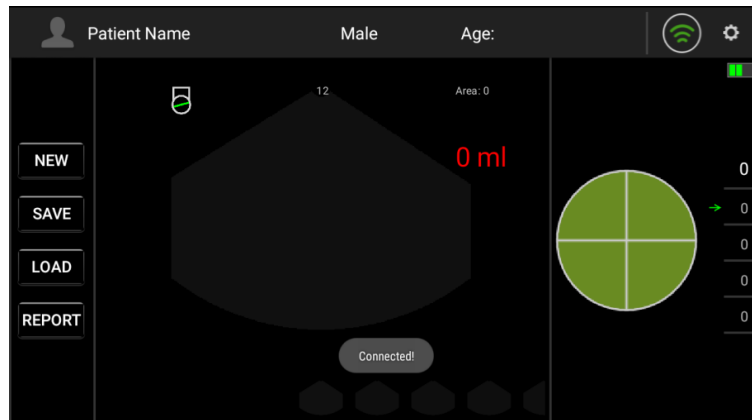 Patient Name
Male
Age:
12
Area: 0
0 ml
NEW
SAVE
LOAD
REPORT
Connected!
0
0
0
0
0